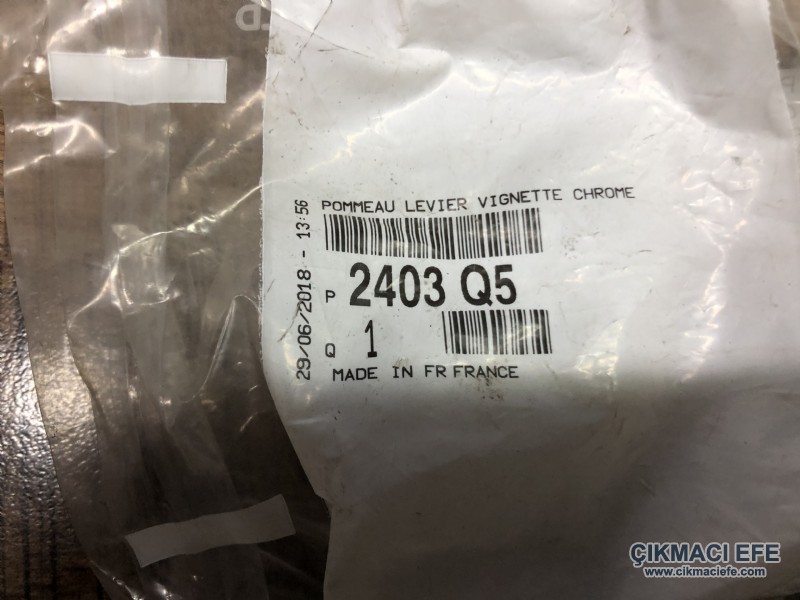 POMMEAU LEVIER VIGNETTE CHROME
29/06/2018 - 13:56
P 2403 Q5
Q 1
MADE IN FR FRANCE
ÇIKMACI EFE
www.cikmaciefe.com